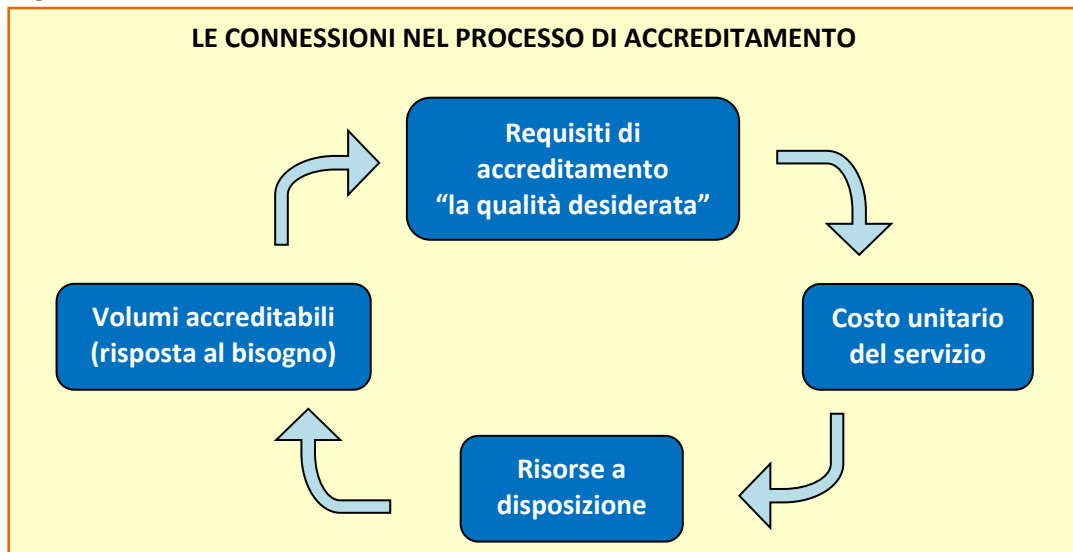 LE CONNESSIONI NEL PROCESSO DI ACCREDITAMENTO
Requisiti di
accreditamento
“la qualità desiderata”
Costo unitario
del servizio
Risorse a
disposizione
Volumi accreditabili
(risposta al bisogno)